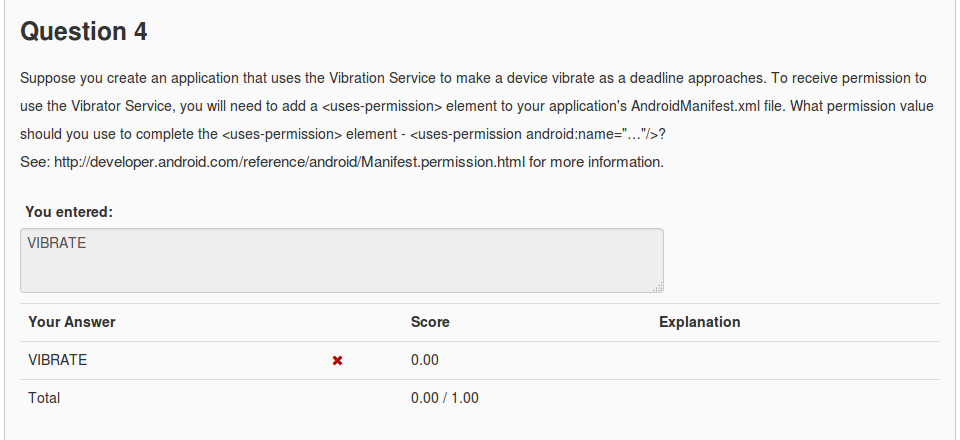 Question 4
Suppose you create an application that uses the Vibration Service to make a device vibrate as a deadline approaches. To receive permission to
use the Vibrator Service, you will need to add a <uses-permission> element to your application's AndroidManifest.xml file. What permission value
should you use to complete the <uses-permission> element - <uses-permission android:name="..."/>?
See: http://developer.android.com/reference/android/Manifest.permission.html for more information.
You entered:
VIBRATE
Your Answer Score Explanation
VIBRATE ✖ 0.00
Total 0.00 / 1.00